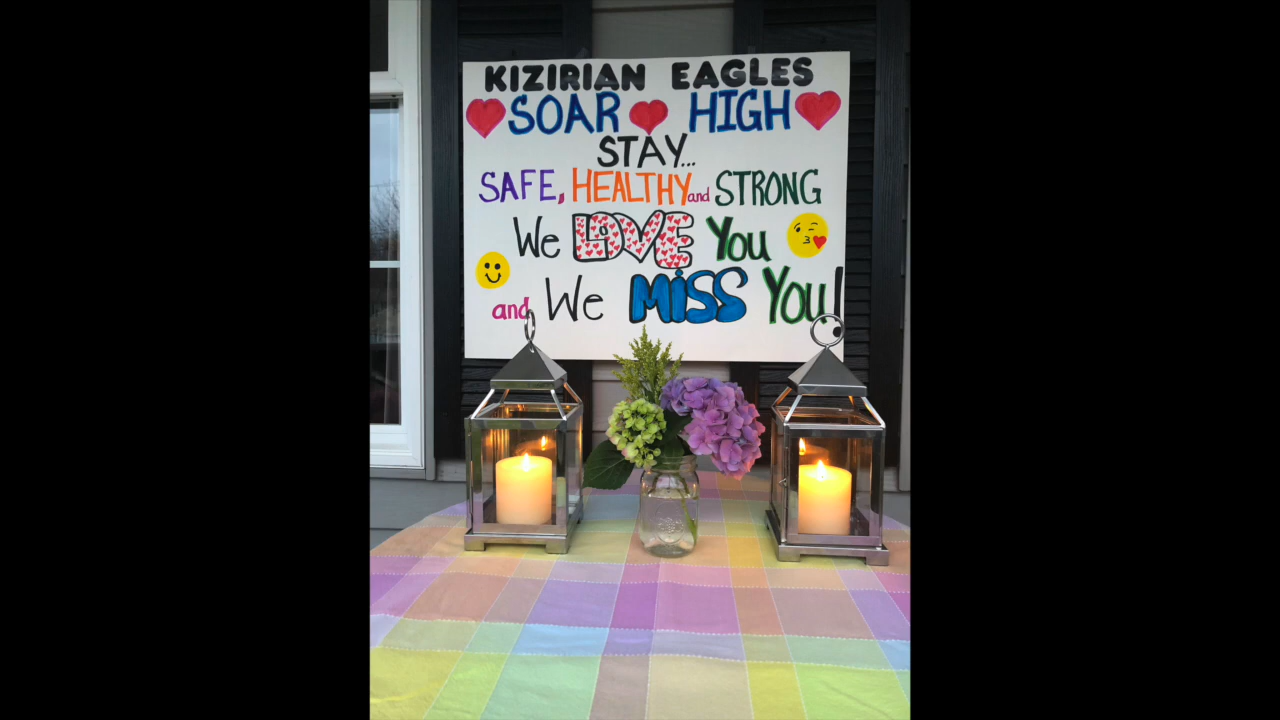 KIZIRIAN EAGLES
SOAR HIGH
STAY...
SAFE, HEALTHY and STRONG
We LOVE You
and We MISS You!